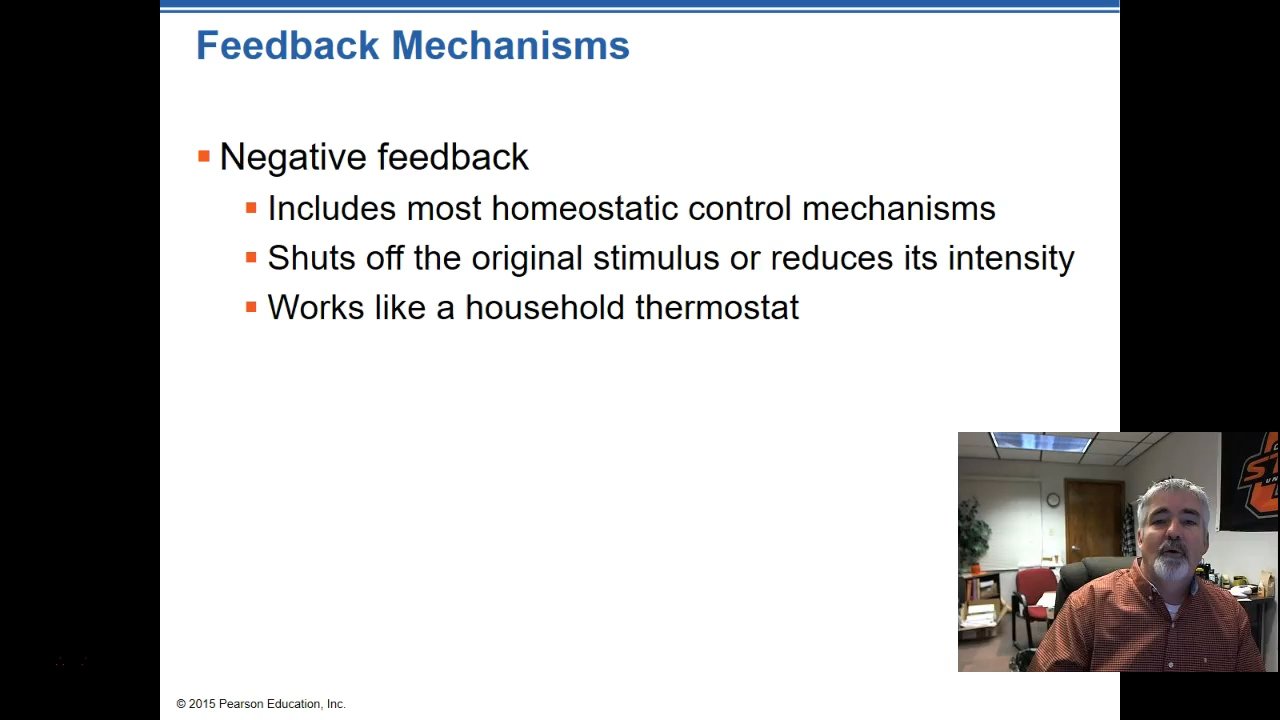 Feedback Mechanisms
Negative feedback
Includes most homeostatic control mechanisms
Shuts off the original stimulus or reduces its intensity
Works like a household thermostat
© 2015 Pearson Education, Inc.